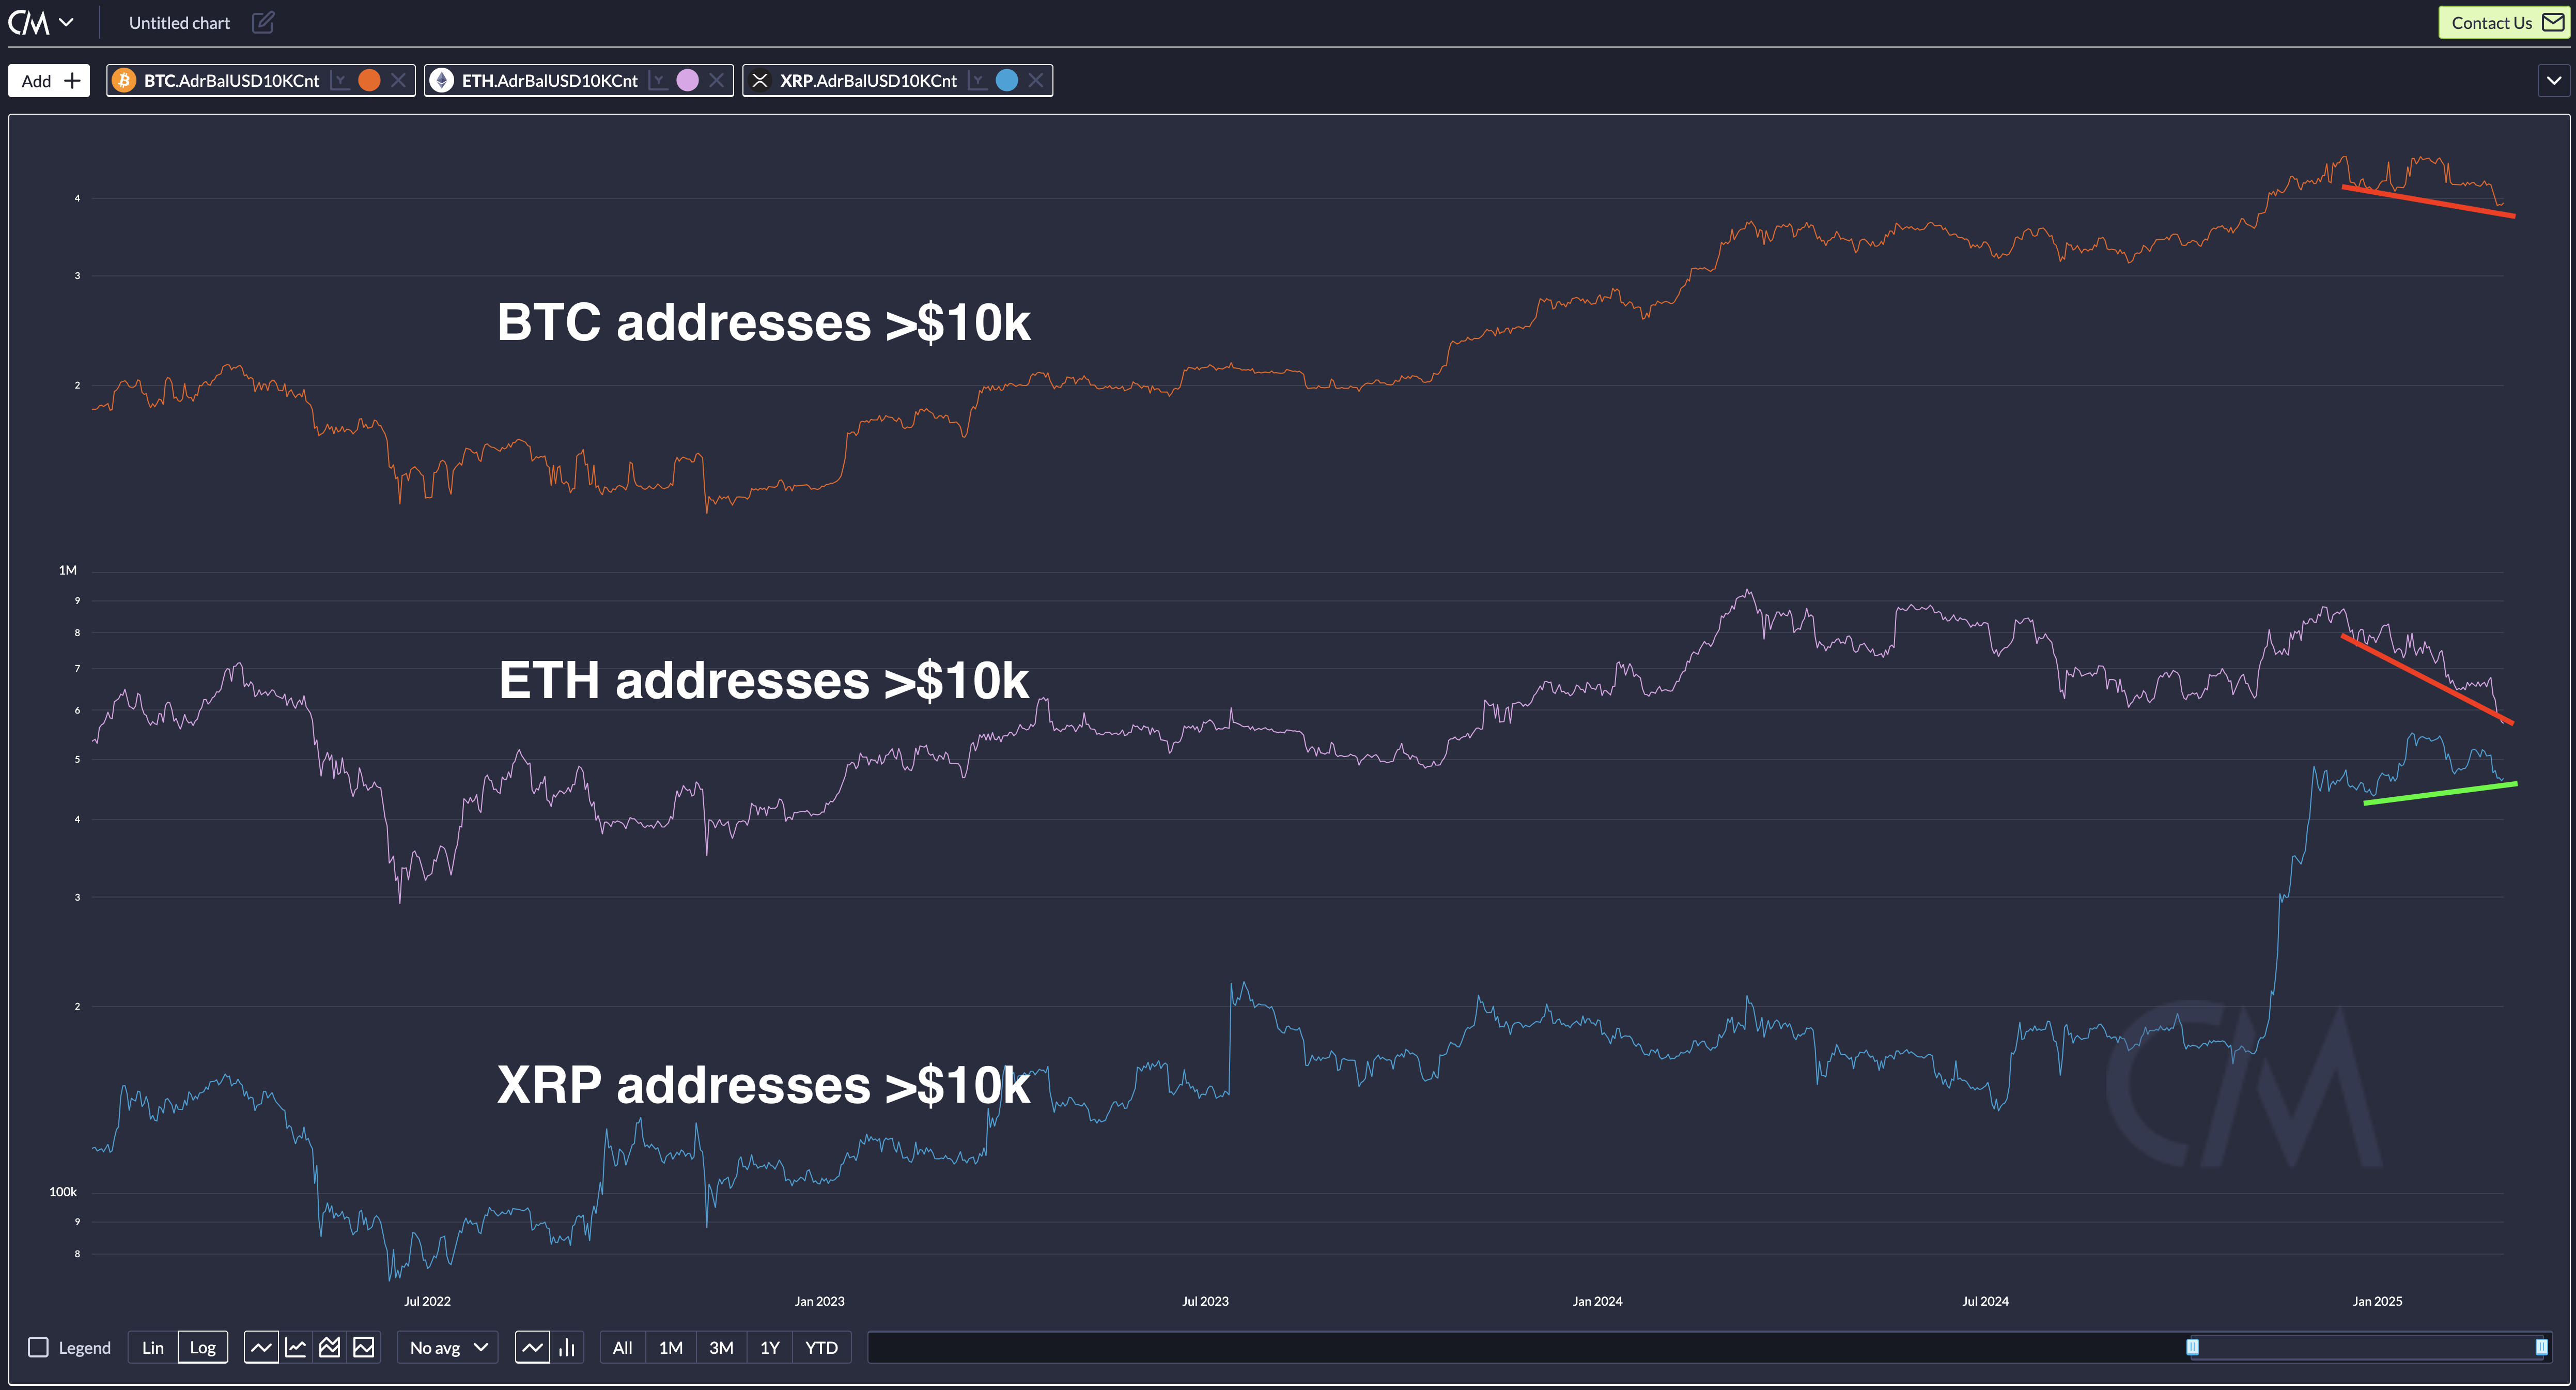 CM Untitled chart Contact Us
Add + BTC.AdrBalUSD10KCnt ETH.AdrBalUSD10KCnt XRP.AdrBalUSD10KCnt
4
3
BTC addresses >$10k
2
1M
9
8
7
ETH addresses >$10k
6
5
4
3
2
CM
XRP addresses >$10k
100k
9
8
Jul 2022 Jan 2023 Jul 2023 Jan 2024 Jul 2024 Jan 2025
Legend Lin Log No avg All 1M 3M 1Y YTD